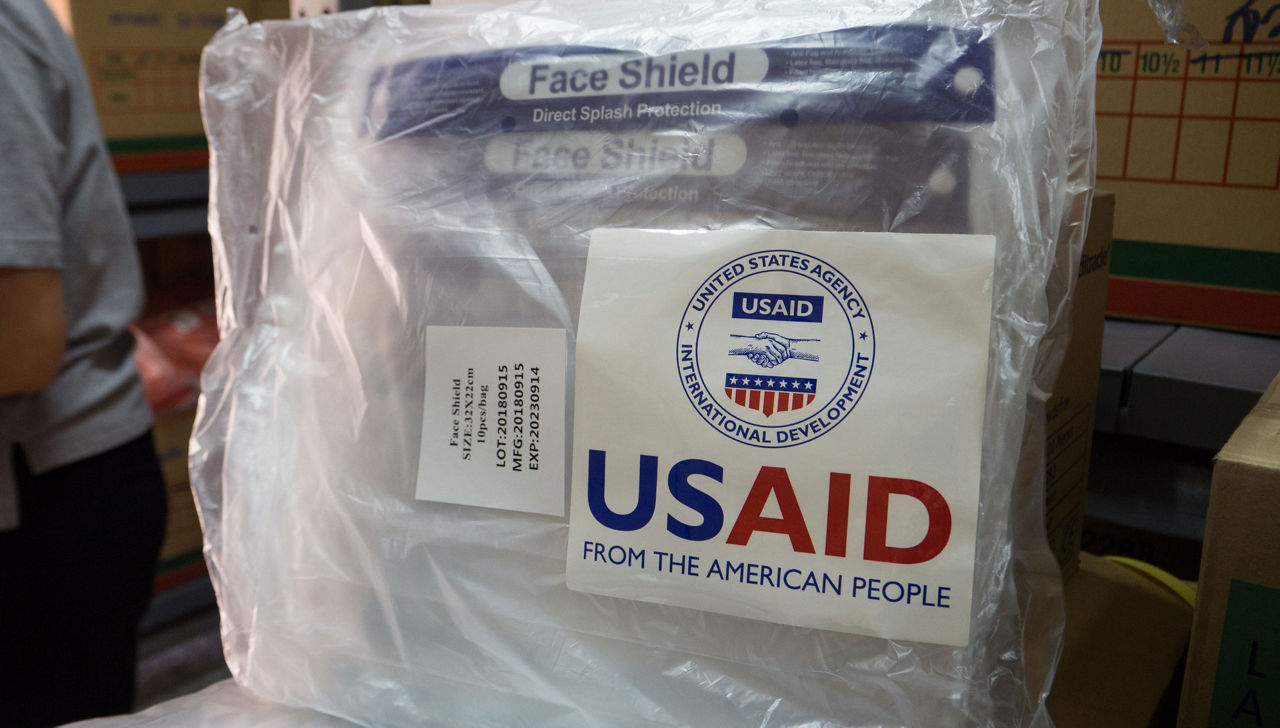 Face Shield
Direct Splash Protection
Face Shield
Protection
Face Shield
SIZE:32X22cm
10pcs/bag
LOT:20180915
MFG:20180915
EXP:20230914
UNITED STATES AGENCY
USAID
INTERNATIONAL DEVELOPMENT
USAID
FROM THE AMERICAN PEOPLE
10 10½ 11 11½